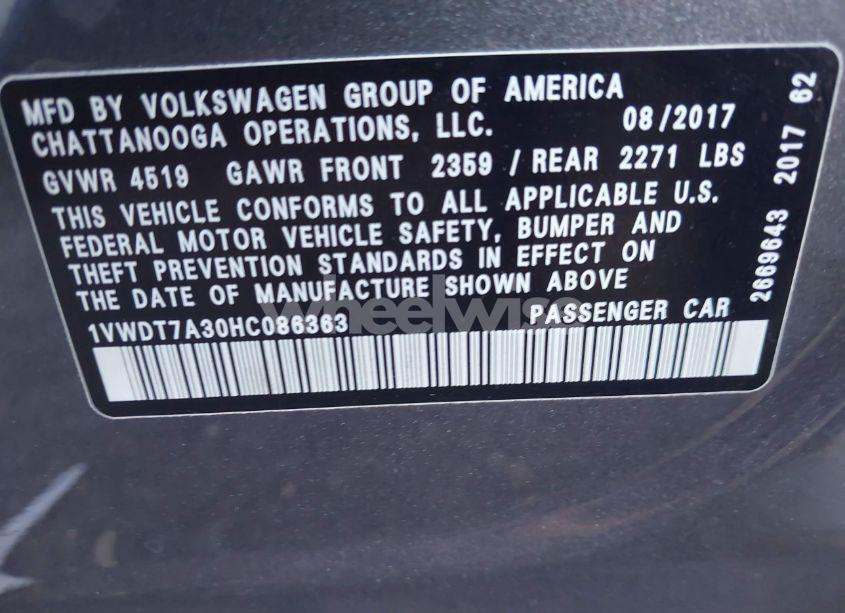 MFD BY VOLKSWAGEN GROUP OF AMERICA
CHATTANOOGA OPERATIONS, LLC. 08/2017
GVWR 4519 GAWR FRONT 2359 / REAR 2271 LBS
THIS VEHICLE CONFORMS TO ALL APPLICABLE U.S.
FEDERAL MOTOR VEHICLE SAFETY, BUMPER AND
THEFT PREVENTION STANDARDS IN EFFECT ON
THE DATE OF MANUFACTURE SHOWN ABOVE
1VWDT7A30HC086363 PASSENGER CAR
2669643 2017 62
wheelwise